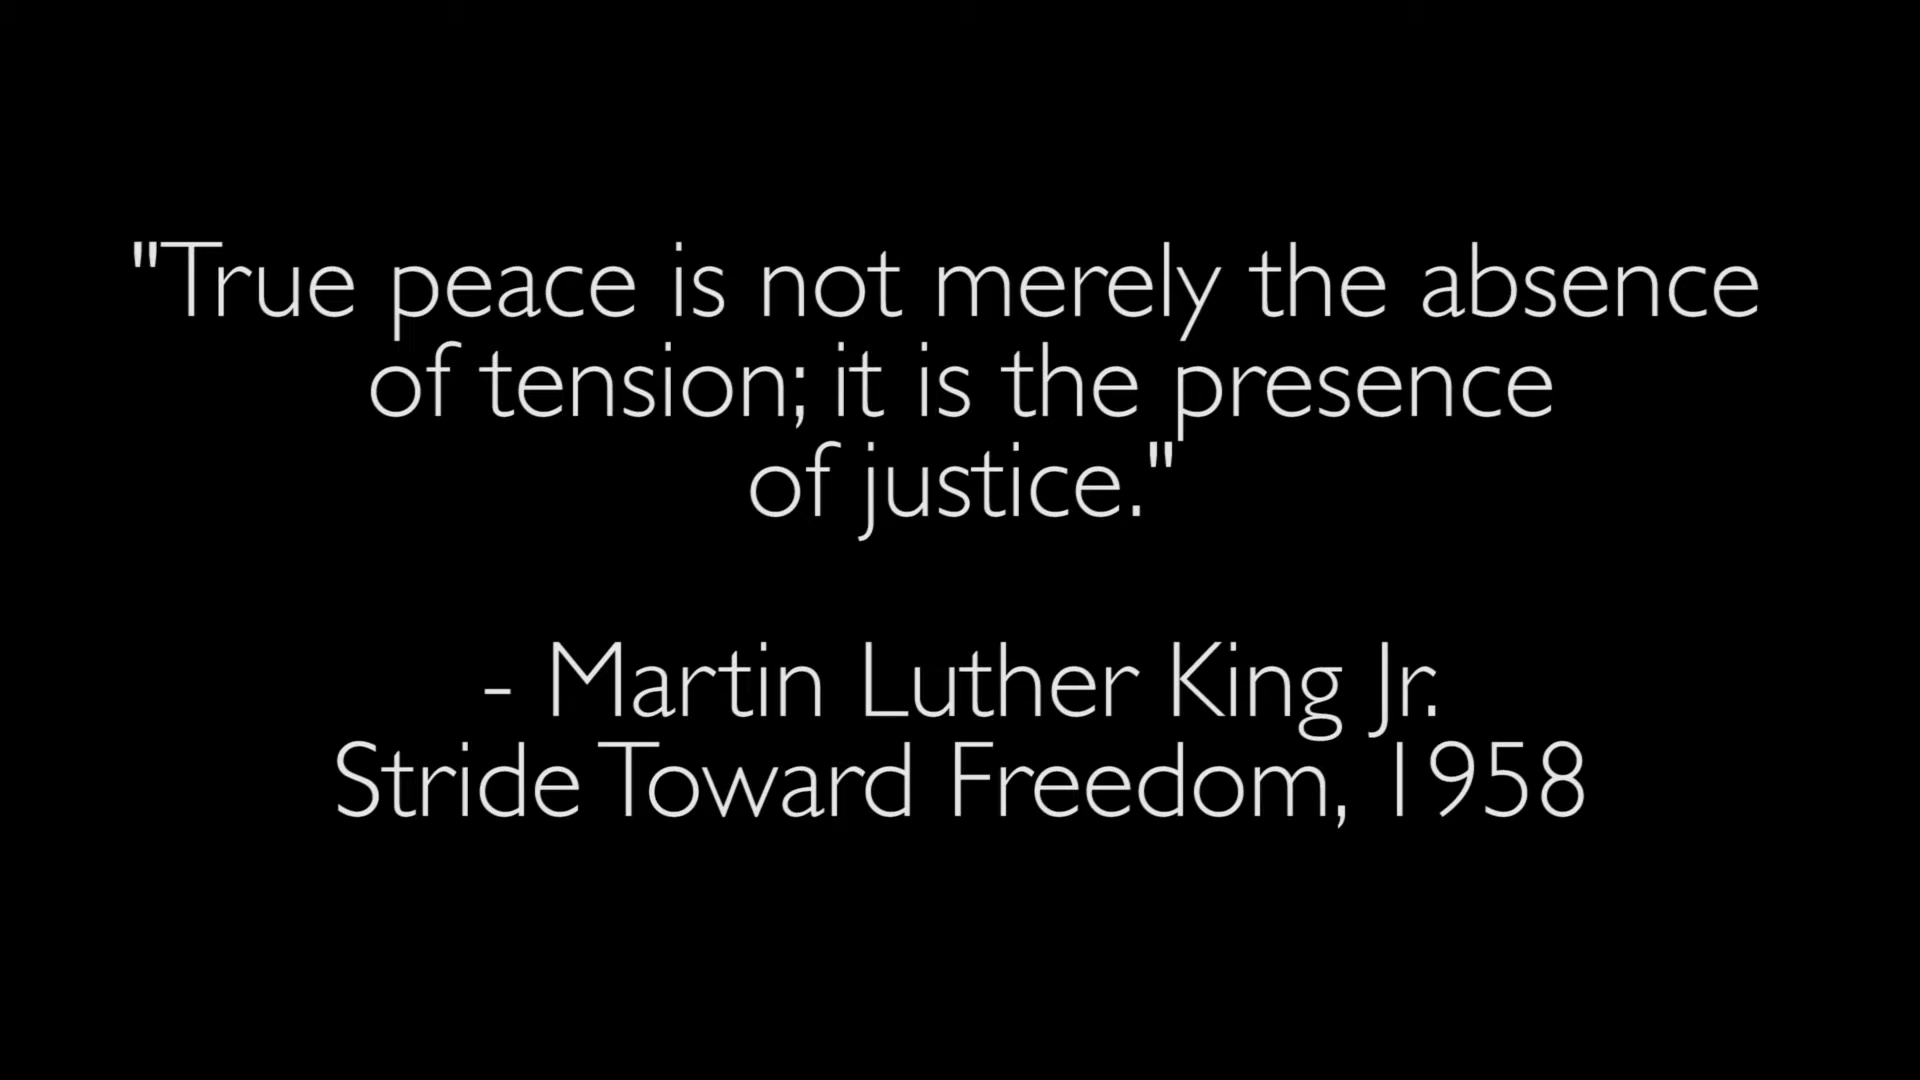 "True peace is not merely the absence
of tension; it is the presence
of justice."
- Martin Luther King Jr.
Stride Toward Freedom, 1958